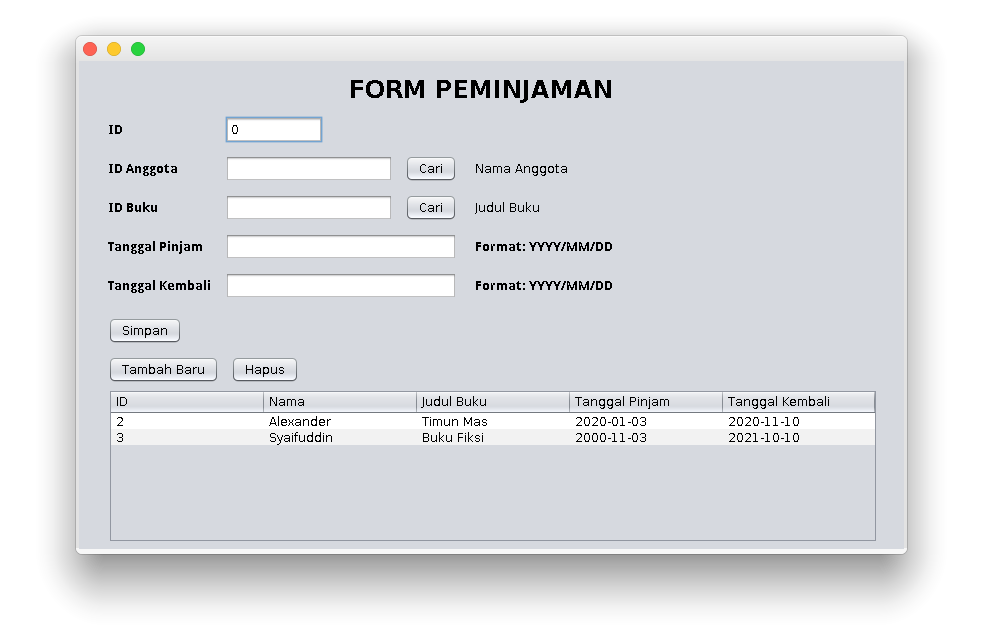 FORM PEMINJAMAN
ID 0
ID Anggota Cari Nama Anggota
ID Buku Cari Judul Buku
Tanggal Pinjam Format: YYYY/MM/DD
Tanggal Kembali Format: YYYY/MM/DD
Simpan
Tambah Baru Hapus
ID Nama Judul Buku Tanggal Pinjam Tanggal Kembali
2 Alexander Timun Mas 2020-01-03 2020-11-10
3 Syaifuddin Buku Fiksi 2000-11-03 2021-10-10